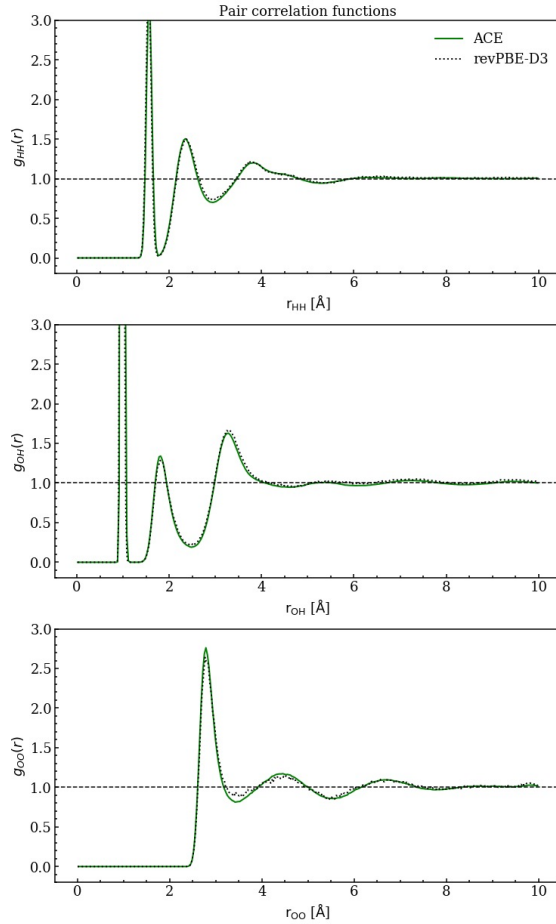 Pair correlation functions
3.0
2.5
2.0
1.5
1.0
0.5
0.0
g_HH(r)
ACE
revPBE-D3
0 2 4 6 8 10
r_HH [Å]
3.0
2.5
2.0
1.5
1.0
0.5
0.0
g_OH(r)
0 2 4 6 8 10
r_OH [Å]
3.0
2.5
2.0
1.5
1.0
0.5
0.0
g_OO(r)
0 2 4 6 8 10
r_OO [Å]